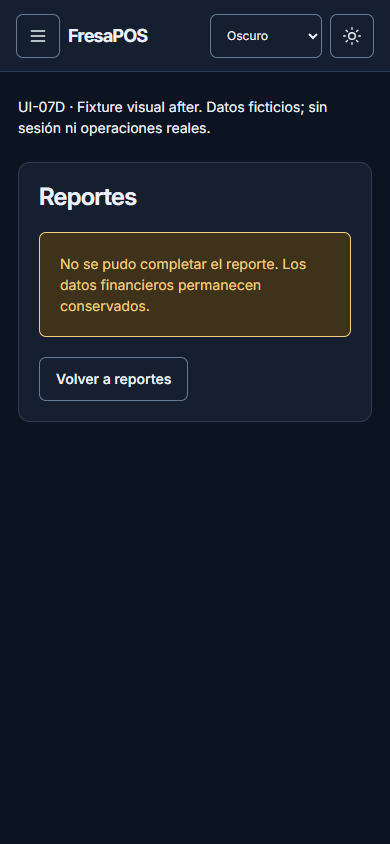 FresaPOS
Oscuro
UI-07D · Fixture visual after. Datos ficticios; sin
sesión ni operaciones reales.
Reportes
No se pudo completar el reporte. Los
datos financieros permanecen
conservados.
Volver a reportes